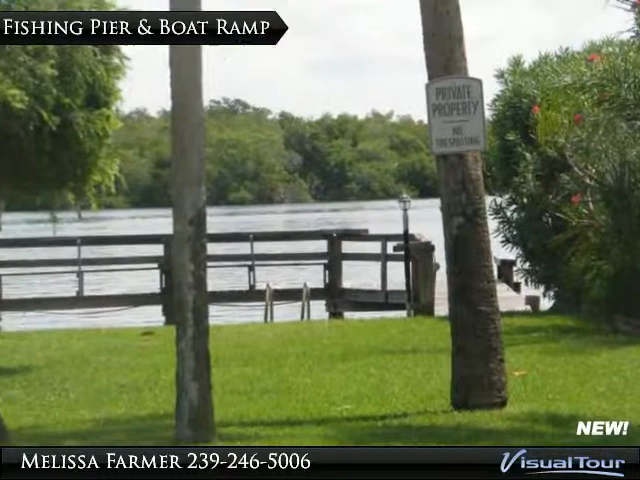 Fishing Pier & Boat Ramp
PRIVATE
PROPERTY
NO
TRESPASSING
NEW!
Melissa Farmer 239-246-5006
VisualTour